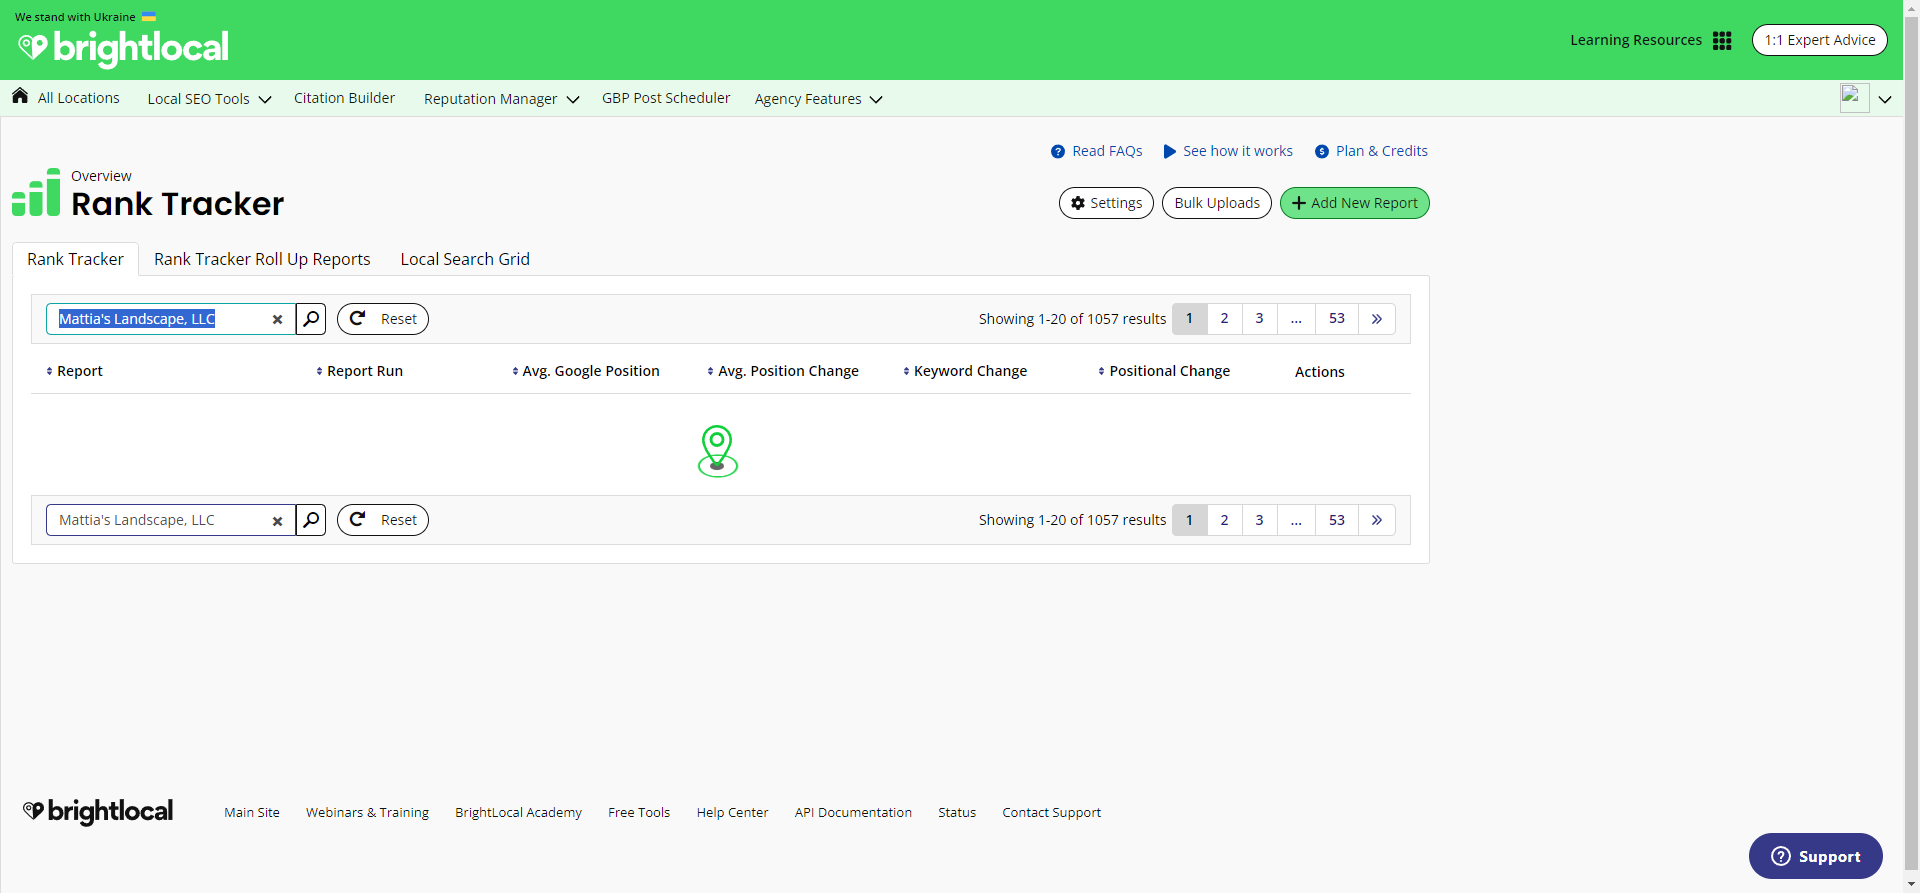 We stand with Ukraine
brightlocal
Learning Resources
1:1 Expert Advice
All Locations
Local SEO Tools
Citation Builder
Reputation Manager
GBP Post Scheduler
Agency Features
Read FAQs
See how it works
Plan & Credits
Overview
Rank Tracker
Settings
Bulk Uploads
Add New Report
Rank Tracker
Rank Tracker Roll Up Reports
Local Search Grid
Mattia's Landscape, LLC
Reset
Showing 1-20 of 1057 results
1 2 3 ... 53 »
Report
Report Run
Avg. Google Position
Avg. Position Change
Keyword Change
Positional Change
Actions
Mattia's Landscape, LLC
Reset
Showing 1-20 of 1057 results
1 2 3 ... 53 »
brightlocal
Main Site
Webinars & Training
BrightLocal Academy
Free Tools
Help Center
API Documentation
Status
Contact Support
Support